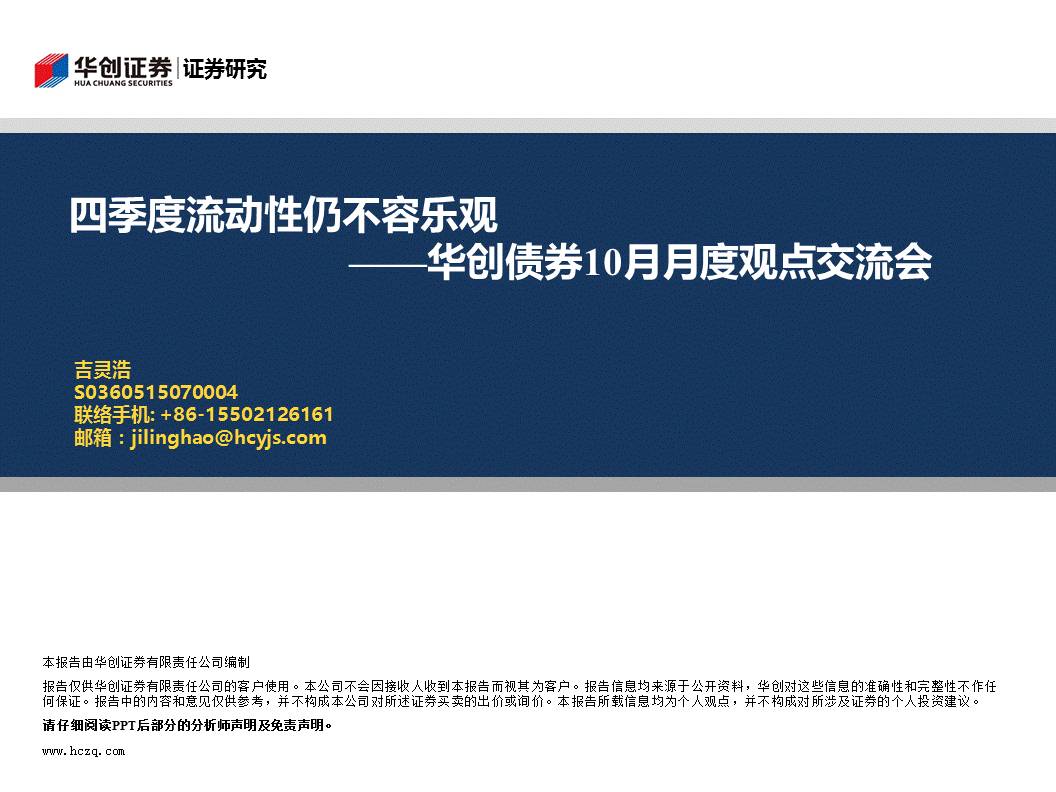 华创证券 证券研究
HUA CHUANG SECURITIES
四季度流动性仍不容乐观
——华创债券10月月度观点交流会
吉灵浩
S0360515070004
联络手机: +86-15502126161
邮箱：jilinghao@hcyjs.com
本报告由华创证券有限责任公司编制
报告仅供华创证券有限责任公司的客户使用。本公司不会因接收人收到本报告而视其为客户。报告信息均来源于公开资料，华创对这些信息的准确性和完整性不作任
何保证。报告中的内容和意见仅供参考，并不构成本公司对所述证券买卖的出价或询价。本报告所载信息均为个人观点，并不构成对所涉及证券的个人投资建议。
请仔细阅读PPT后部分的分析师声明及免责声明。
www.hczq.com